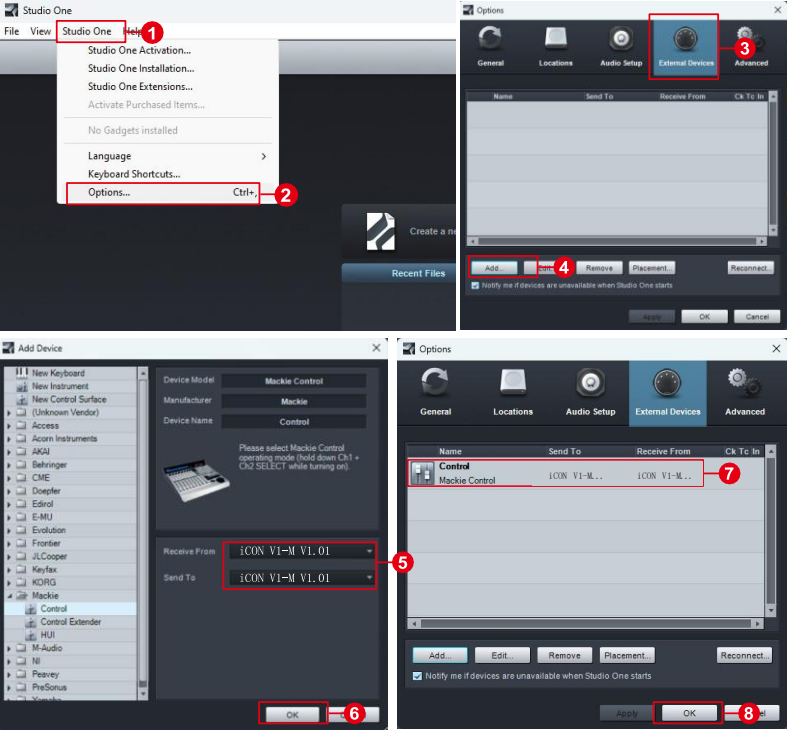 Studio One
File View Studio One Help
1
Studio One Activation...
Studio One Installation...
Studio One Extensions...
Activate Purchased Items...
No Gadgets installed
Language
Keyboard Shortcuts...
Options... Ctrl+,
2
Create a ne
Recent Files
Options
General Locations Audio Setup External Devices Advanced
3
Name Send To Receive From Ck Tc In
Add... Edit... Remove Placement... Reconnect...
4
Notify me if devices are unavailable when Studio One starts
Apply OK Cancel
Add Device
New Keyboard
New Instrument
New Control Surface
(Unknown Vendor)
Access
Acorn Instruments
AKAI
Behringer
CME
Doepfer
Edirol
E-MU
Evolution
Frontier
JLCooper
Keyfax
KORG
Mackie
Control
Control Extender
HUI
M-Audio
NI
Peavey
PreSonus
Yamaha
Device Model Mackie Control
Manufacturer Mackie
Device Name Control
Please select Mackie Control
operating mode (hold down Ch1 +
Ch2 SELECT while turning on).
Receive From iCON V1-M V1.01
5
Send To iCON V1-M V1.01
OK
6
Options
General Locations Audio Setup External Devices Advanced
Name Send To Receive From Ck Tc In
Control
Mackie Control iCON V1-M... iCON V1-M...
7
Add... Edit... Remove Placement... Reconnect...
Notify me if devices are unavailable when Studio One starts
Apply OK
8